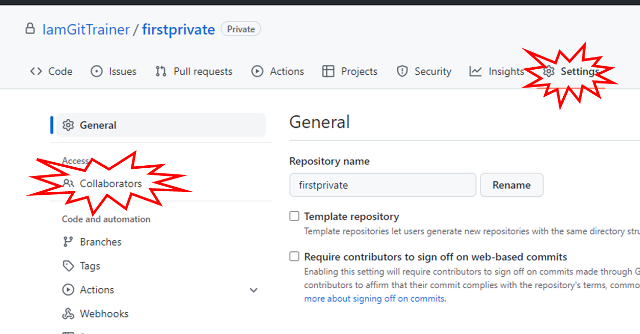 IamGitTrainer / firstprivate Private
Code Issues Pull requests Actions Projects Security Insights Settings
General
Access
Collaborators
Code and automation
Branches
Tags
Actions
Webhooks
General
Repository name
firstprivate Rename
Template repository
Template repositories let users generate new repositories with the same directory
Require contributors to sign off on web-based commits
Enabling this setting will require contributors to sign off on commits made through
contributors to affirm that their commit complies with the repository's terms,
more about signing off on commits.